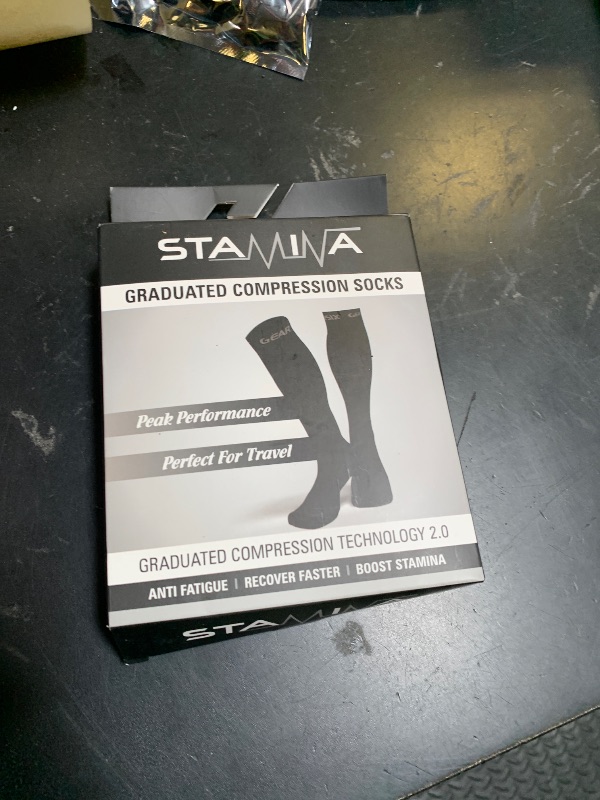 STAMINA
GRADUATED COMPRESSION SOCKS
GEAR
Peak Performance
Perfect For Travel
GRADUATED COMPRESSION TECHNOLOGY 2.0
ANTI FATIGUE | RECOVER FASTER | BOOST STAMINA
STAMINA